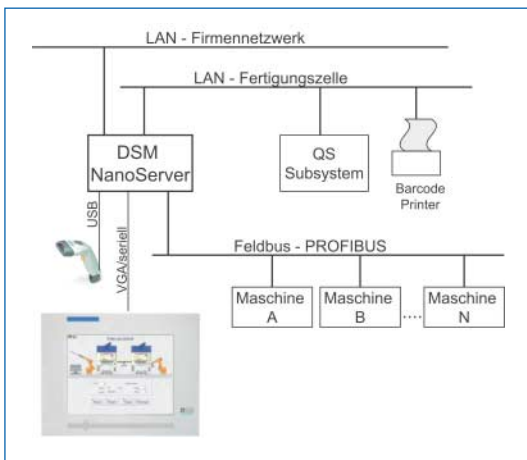 LAN - Firmennetzwerk
LAN - Fertigungszelle
DSM
NanoServer
QS
Subsystem
Barcode
Printer
USB
VGA/seriell
Feldbus - PROFIBUS
Maschine
A
Maschine
B
....
Maschine
N